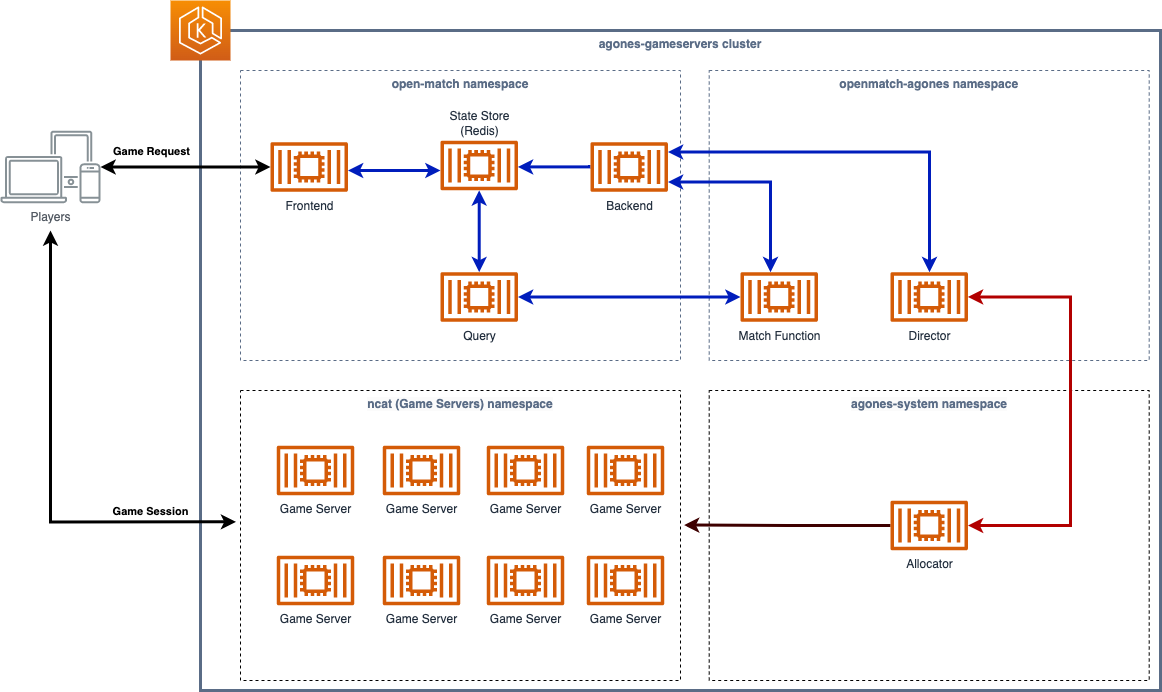 K
agones-gameservers cluster
open-match namespace
openmatch-agones namespace
State Store
(Redis)
Game Request
Frontend
Backend
Players
Query
Match Function
Director
ncat (Game Servers) namespace
agones-system namespace
Game Server
Game Server
Game Server
Game Server
Game Session
Allocator
Game Server
Game Server
Game Server
Game Server